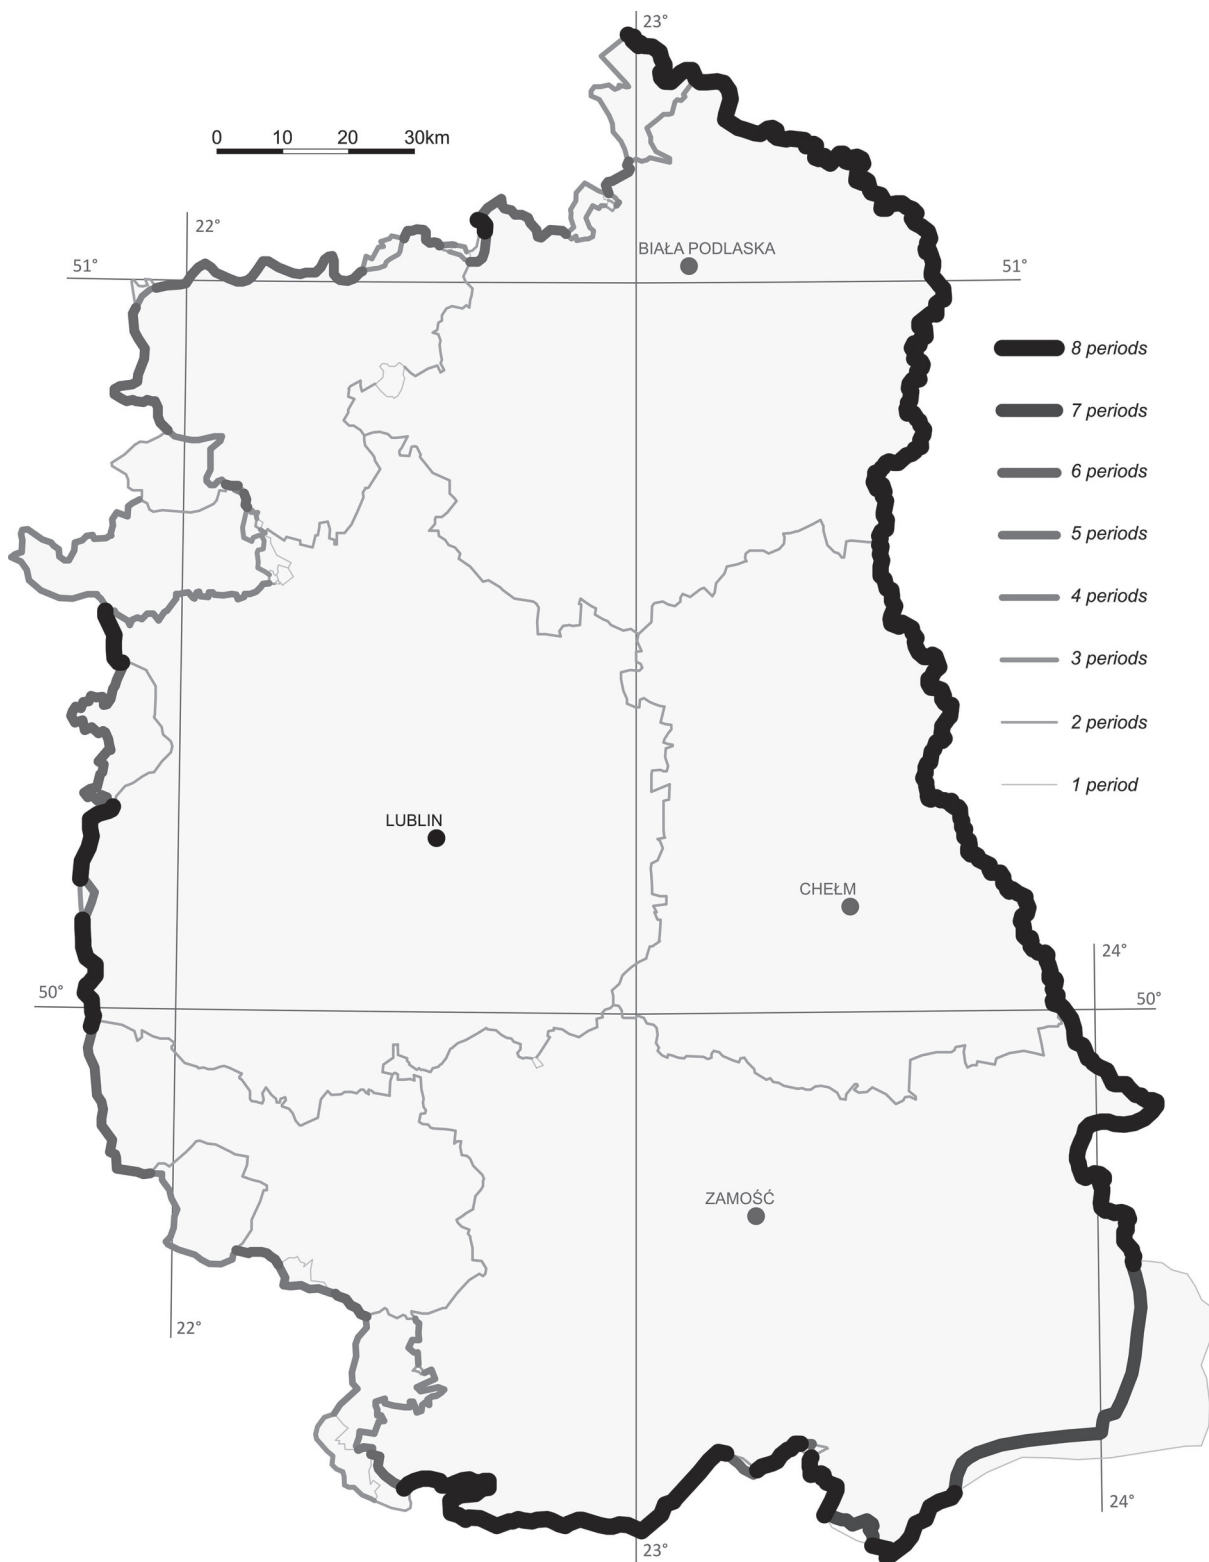 23°
0 10 20 30km
22°
BIAŁA PODLASKA
51°
51°
8 periods
7 periods
6 periods
5 periods
4 periods
3 periods
2 periods
1 period
LUBLIN
CHEŁM
24°
50°
50°
ZAMOŚĆ
22°
24°
23°